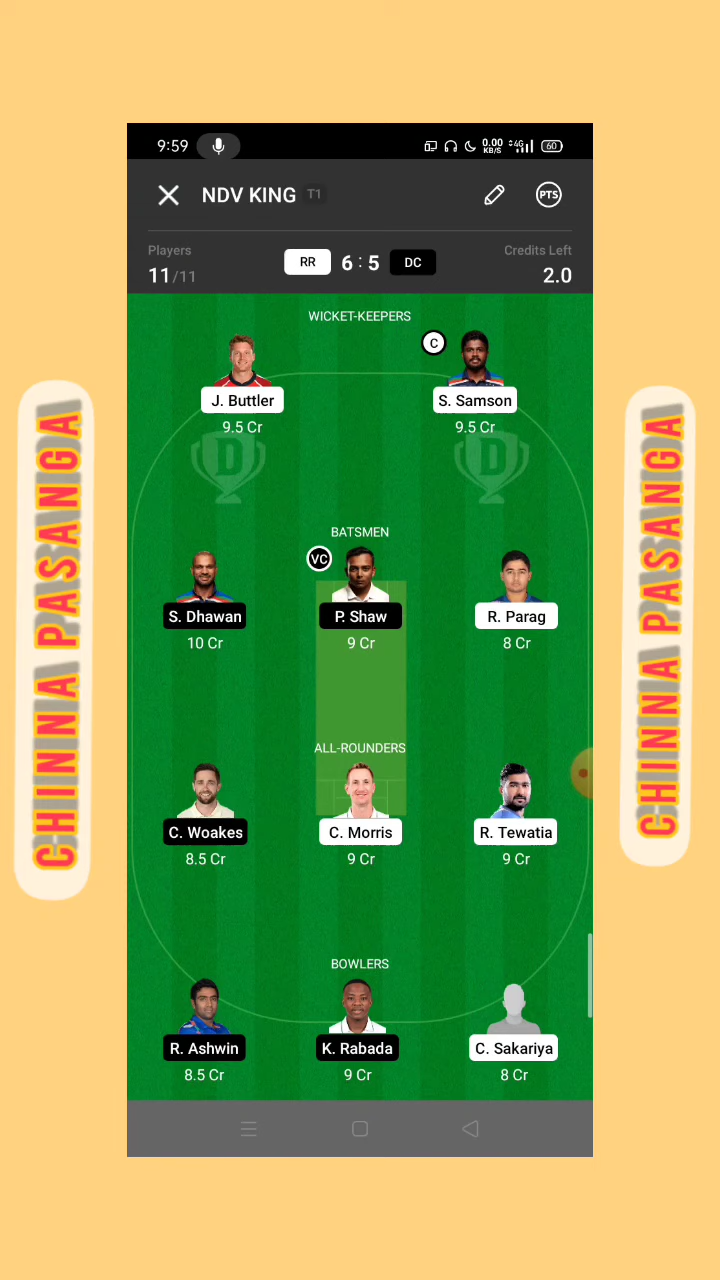 9:59
0.00
KB/S
4G
60
NDV KING T1
PTS
Players
Credits Left
11/11
RR 6 : 5 DC
2.0
WICKET-KEEPERS
C
J. Buttler
S. Samson
9.5 Cr
9.5 Cr
D
D
BATSMEN
VC
S. Dhawan
P. Shaw
R. Parag
10 Cr
9 Cr
8 Cr
ALL-ROUNDERS
C. Woakes
C. Morris
R. Tewatia
8.5 Cr
9 Cr
9 Cr
BOWLERS
R. Ashwin
K. Rabada
C. Sakariya
8.5 Cr
9 Cr
8 Cr
CHINNA PASANGA
CHINNA PASANGA